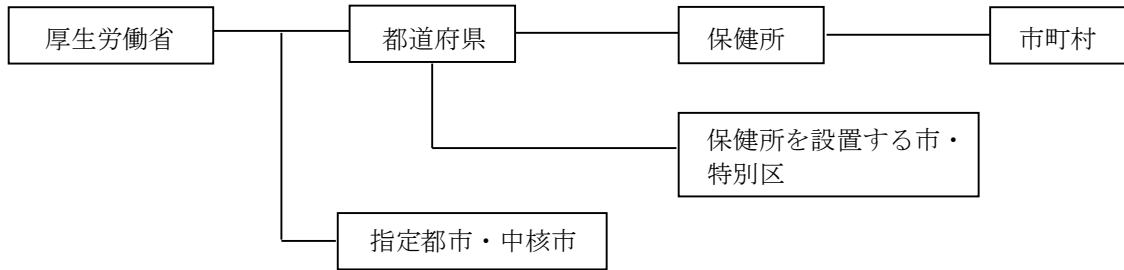 厚生労働省
都道府県
保健所
市町村
保健所を設置する市・
特別区
指定都市・中核市